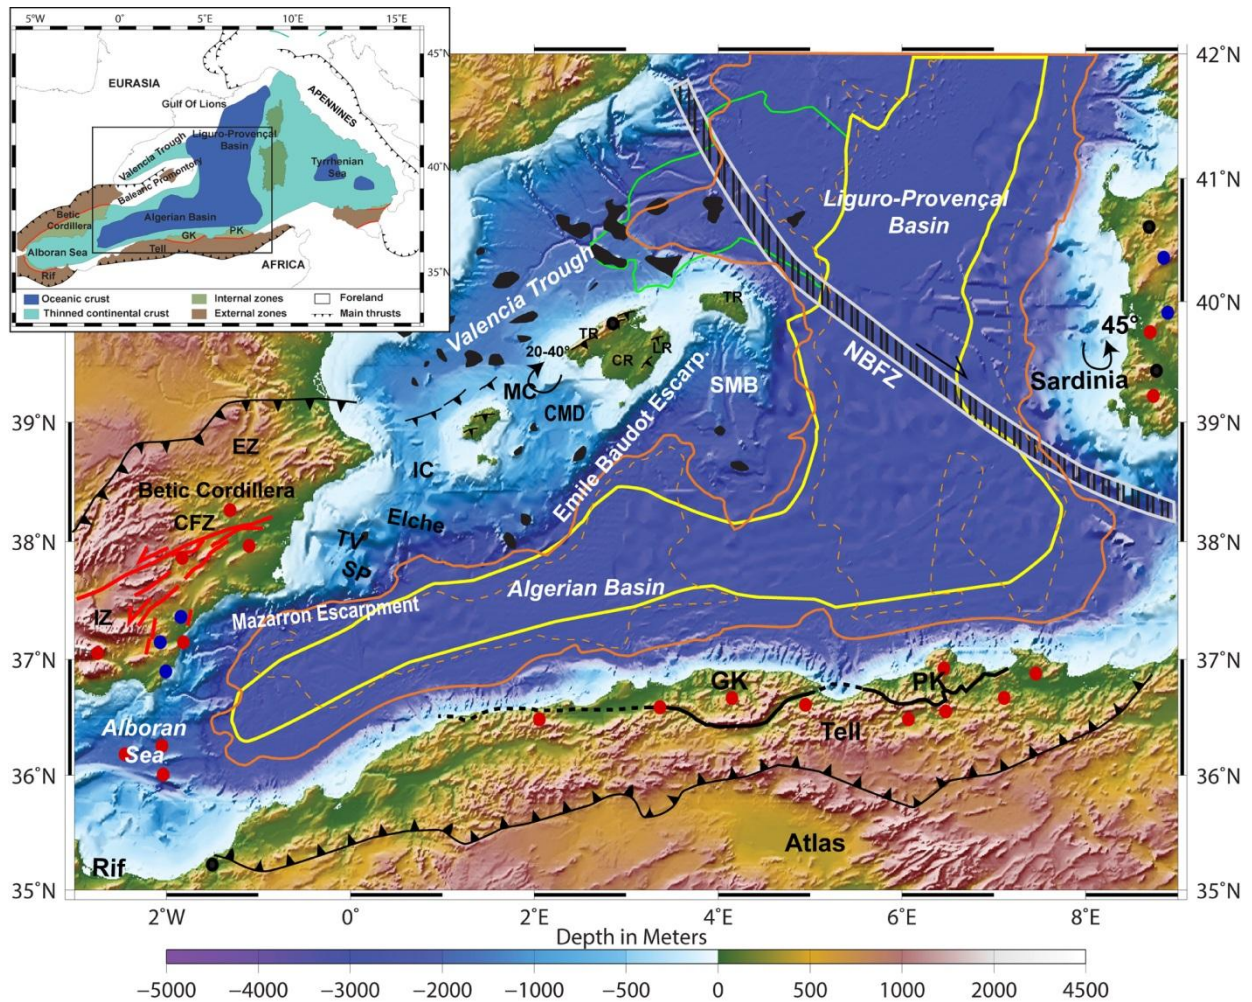 5°W 0° 5°E 10°E 15°E
45°N
EURASIA
Gulf Of Lions
APENNINES
Valencia Trough
Liguro-Provençal
Basin
Balearic Promontory
Tyrrhenian
Sea
40°N
Betic
Cordillera
Algerian Basin
GK PK
Tell
Alboran Sea
AFRICA
35°N
Rif
Oceanic crust
Internal zones
Foreland
Thinned continental crust
External zones
Main thrusts
42°N
41°N
Liguro-Provençal
Basin
40°N
Valencia Trough
TR
TR
LR
CR
20-40°
45°
Sardinia
NBFZ
MC
CMD
SMB
Emile Baudot Escarp.
39°N
39°N
EZ
IC
Betic Cordillera
CFZ
Elche
TV
SP
38°N
38°N
Algerian Basin
Mazarron Escarpment
IZ
37°N
37°N
GK
PK
Tell
Alboran
Sea
36°N
36°N
Atlas
Rif
35°N
35°N
2°W 0° 2°E 4°E 6°E 8°E
Depth in Meters
−5000 −4000 −3000 −2000 −1000 −500 0 500 1000 2000 4500